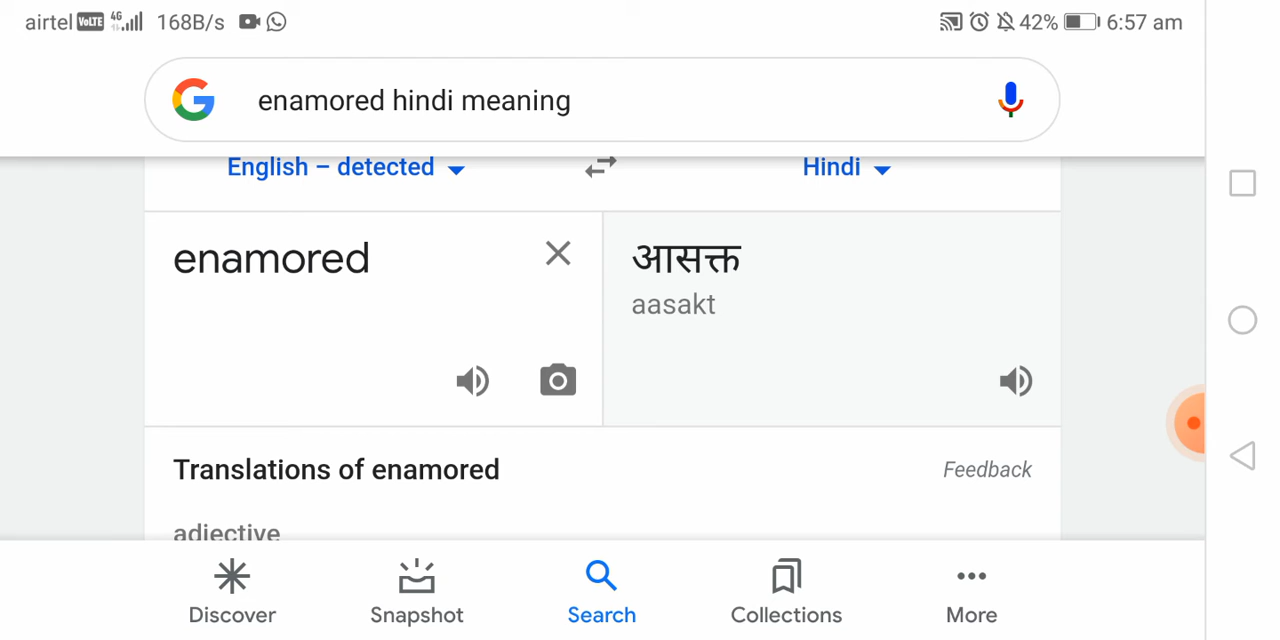 airtel VoLTE 4G 168B/s 42% 6:57 am
enamored hindi meaning
English – detected Hindi
enamored आसक्त
aasakt
Translations of enamored Feedback
adjective
Discover Snapshot Search Collections More